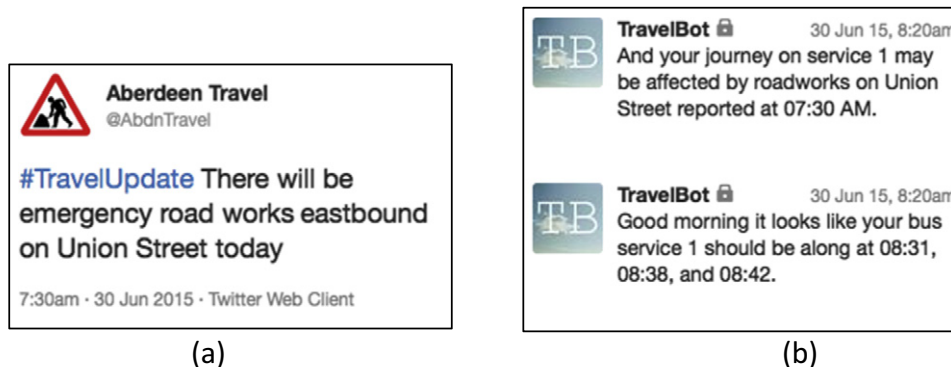 Aberdeen Travel
@AbdnTravel
#TravelUpdate There will be
emergency road works eastbound
on Union Street today
7:30am · 30 Jun 2015 · Twitter Web Client
(a)
TB
TravelBot 30 Jun 15, 8:20am
And your journey on service 1 may
be affected by roadworks on Union
Street reported at 07:30 AM.
TB
TravelBot 30 Jun 15, 8:20am
Good morning it looks like your bus
service 1 should be along at 08:31,
08:38, and 08:42.
(b)